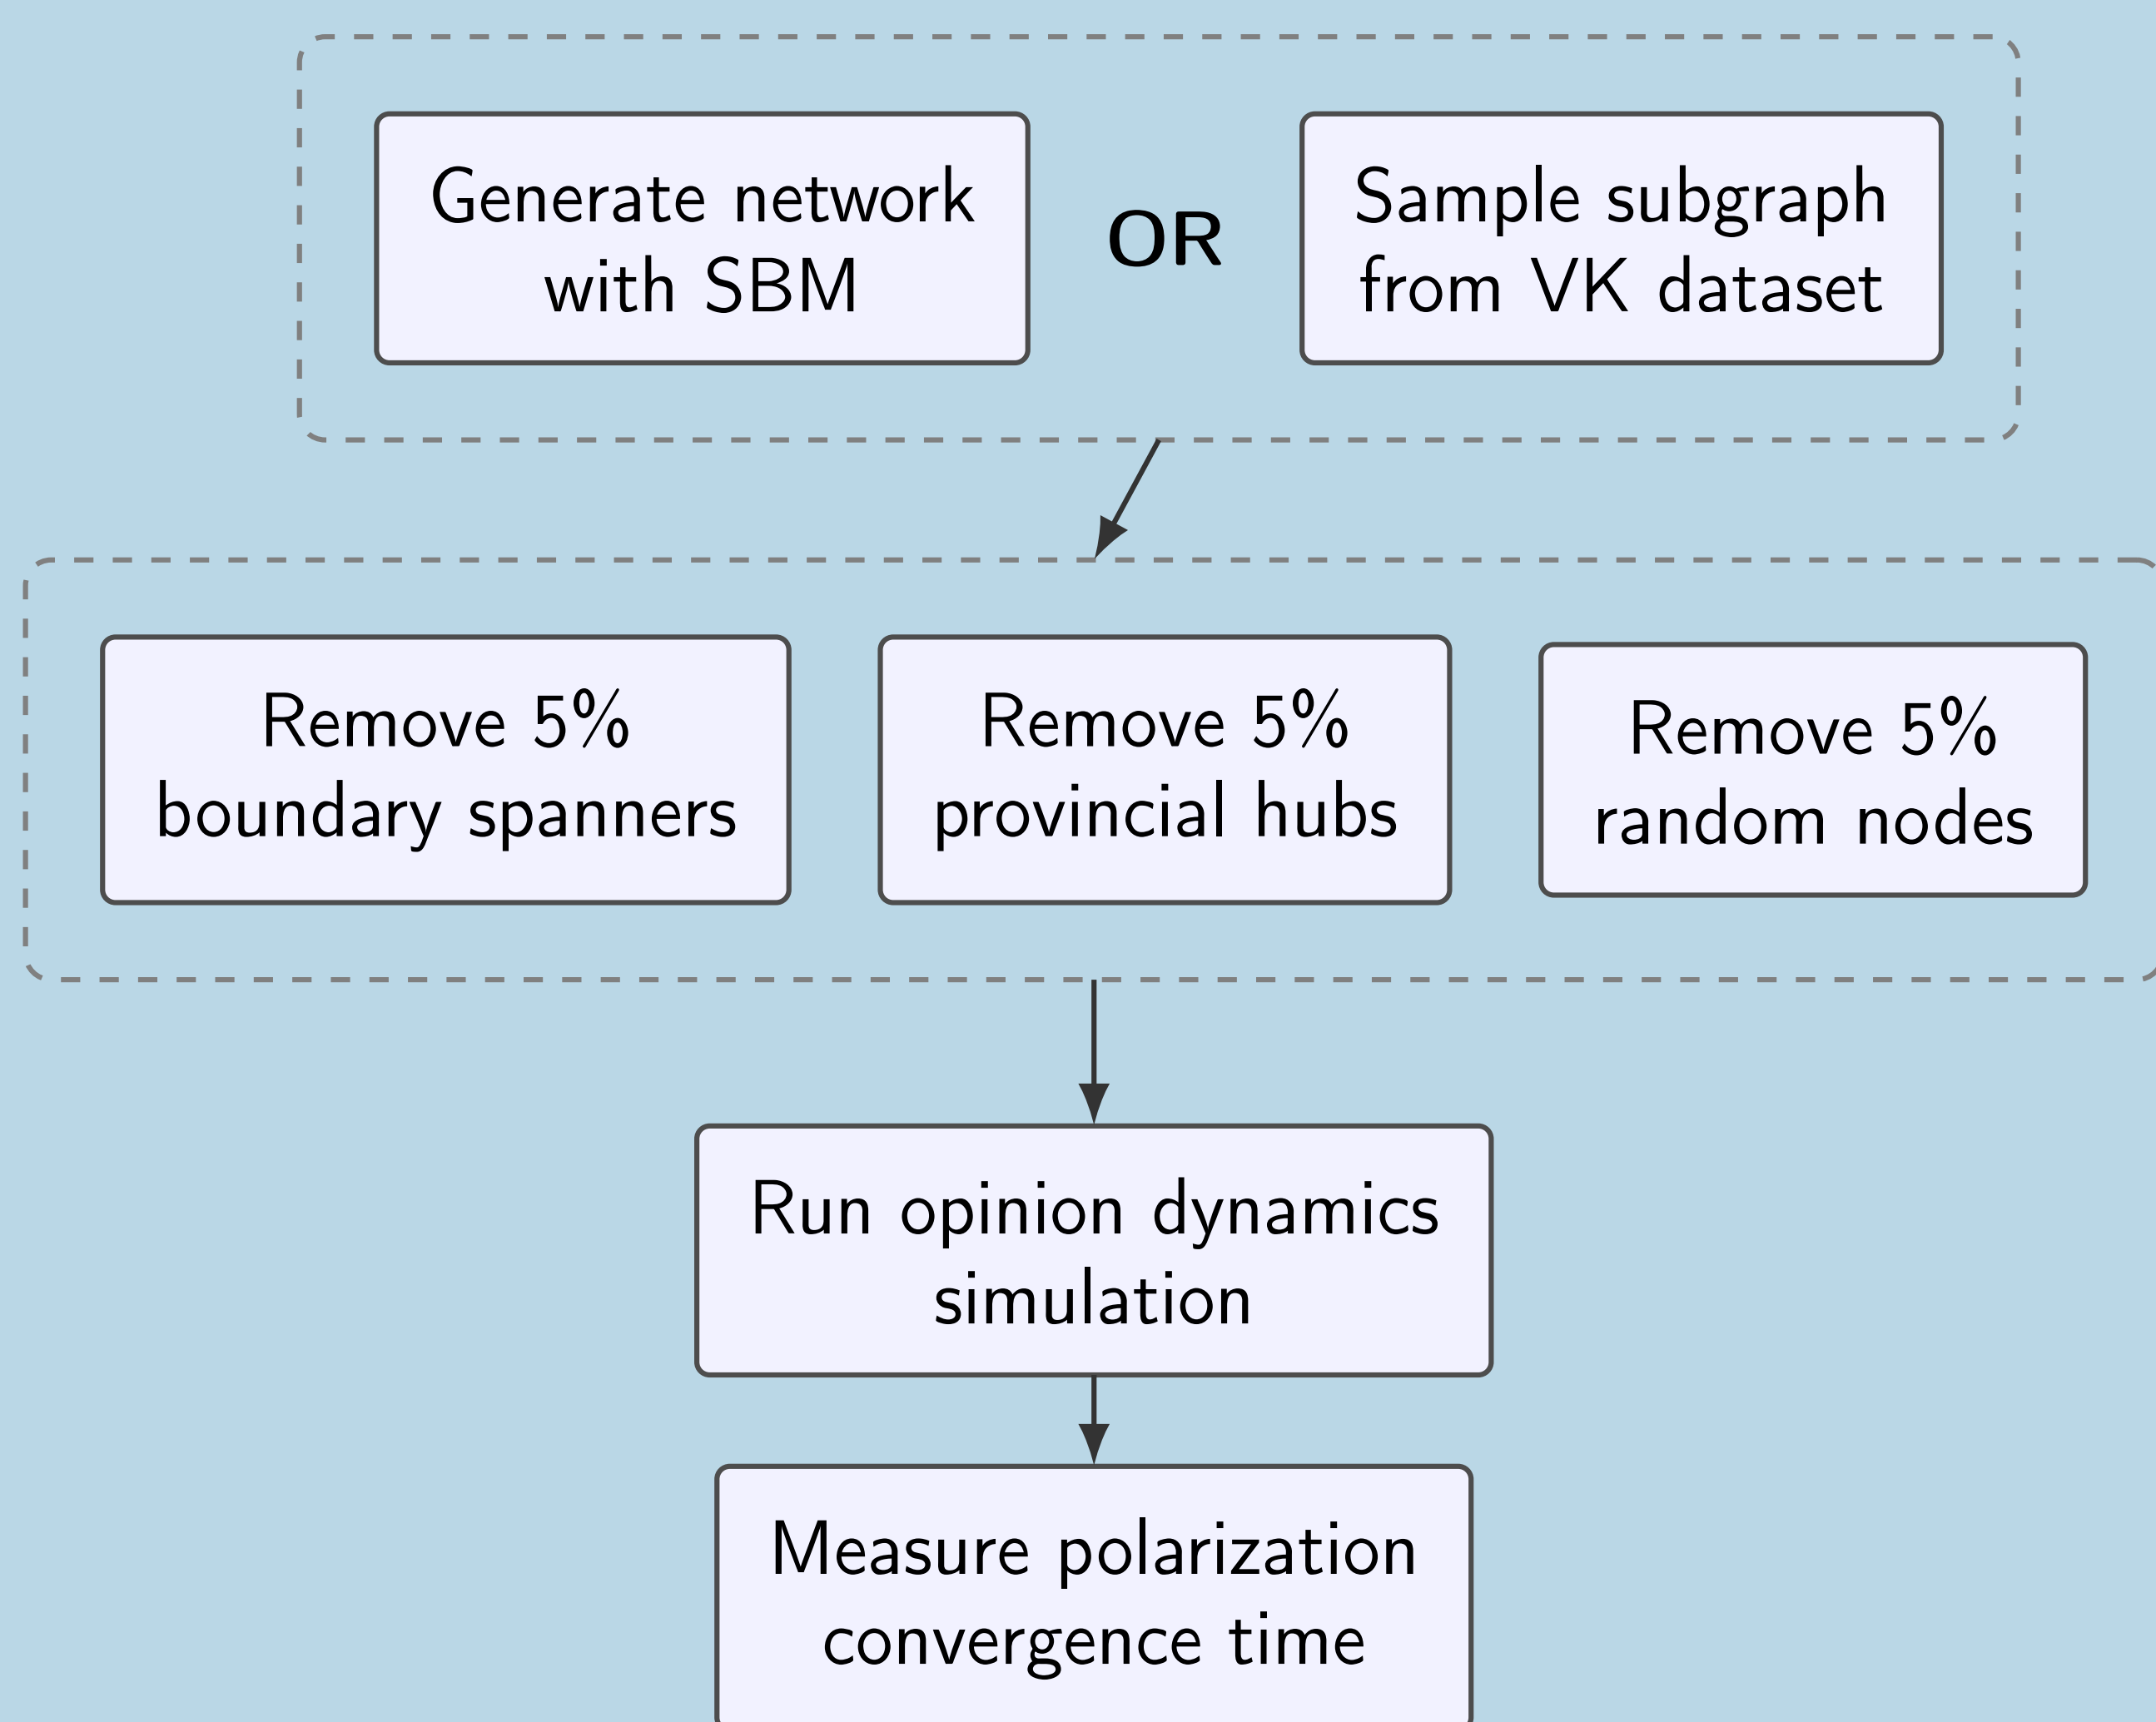 Generate network
with SBM
OR
Sample subgraph
from VK dataset
Remove 5%
boundary spanners
Remove 5%
provincial hubs
Remove 5%
random nodes
Run opinion dynamics
simulation
Measure polarization
convergence time